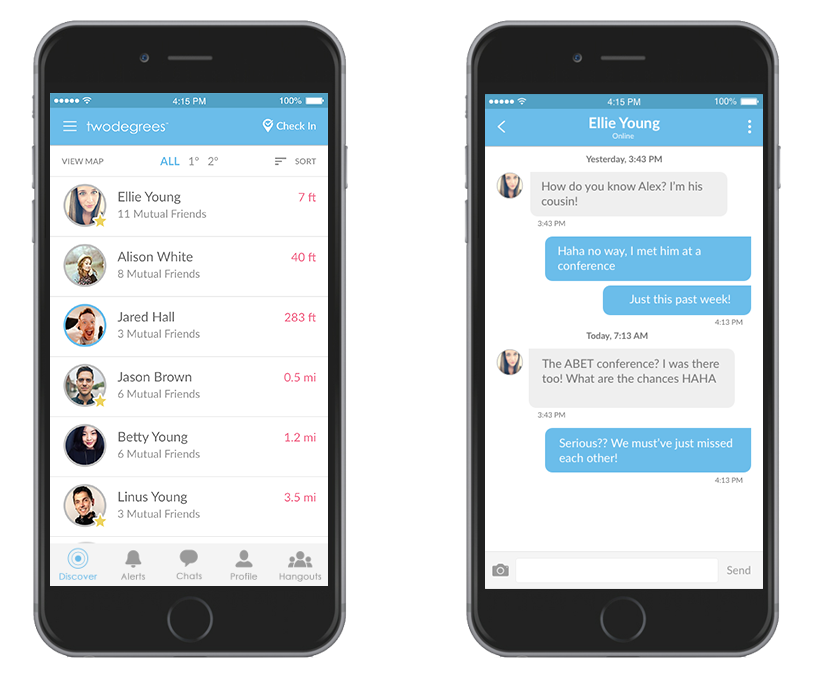 4:15 PM 100%
twodegrees Check In
VIEW MAP ALL 1° 2° SORT
Ellie Young 7 ft
11 Mutual Friends
Alison White 40 ft
8 Mutual Friends
Jared Hall 283 ft
3 Mutual Friends
Jason Brown 0.5 mi
6 Mutual Friends
Betty Young 1.2 mi
6 Mutual Friends
Linus Young 3.5 mi
3 Mutual Friends
Discover Alerts Chats Profile Hangouts
4:15 PM 100%
Ellie Young
Online
Yesterday, 3:43 PM
How do you know Alex? I'm his
cousin!
3:43 PM
Haha no way, I met him at a
conference
Just this past week!
4:13 PM
Today, 7:13 AM
The ABET conference? I was there
too! What are the chances HAHA
3:43 PM
Serious?? We must've just missed
each other!
4:13 PM
Send